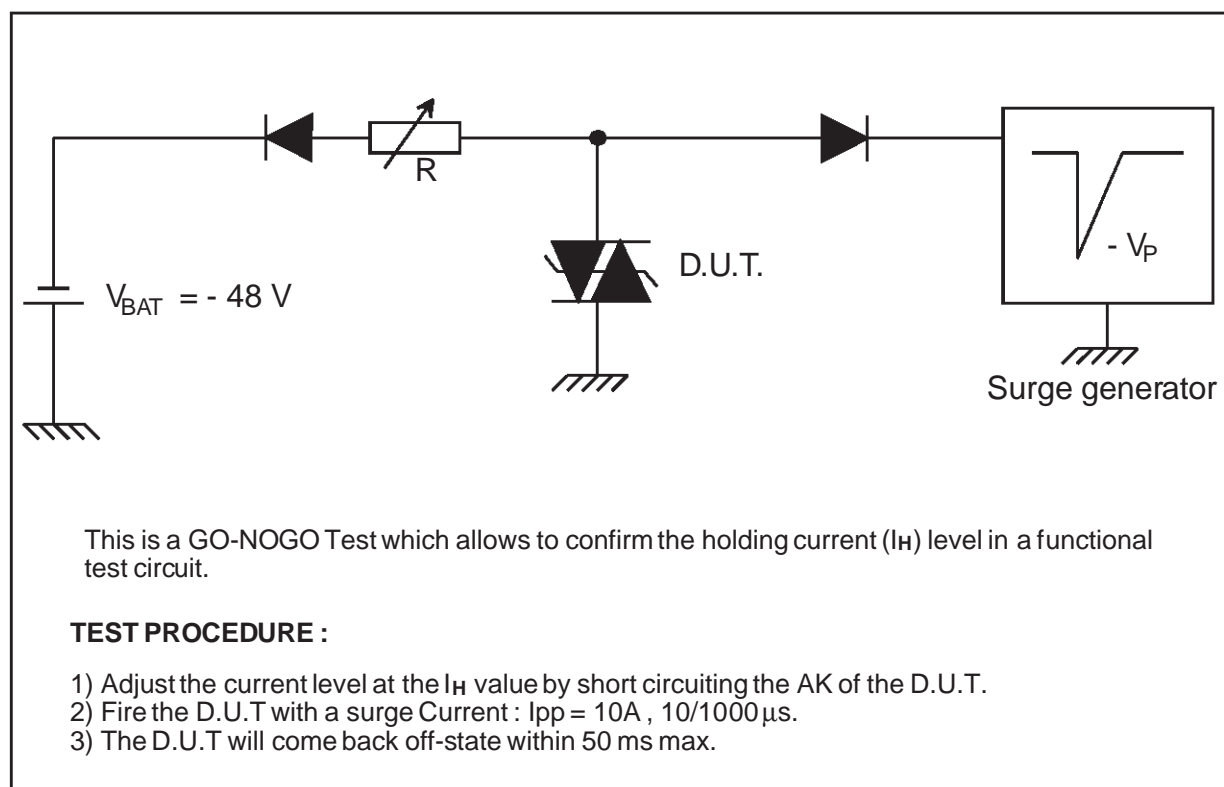 R
D.U.T.
- VP
VBAT = - 48 V
Surge generator
This is a GO-NOGO Test which allows to confirm the holding current (IH) level in a functional
test circuit.
TEST PROCEDURE :
1) Adjust the current level at the IH value by short circuiting the AK of the D.U.T.
2) Fire the D.U.T with a surge Current : Ipp = 10A , 10/1000 µs.
3) The D.U.T will come back off-state within 50 ms max.